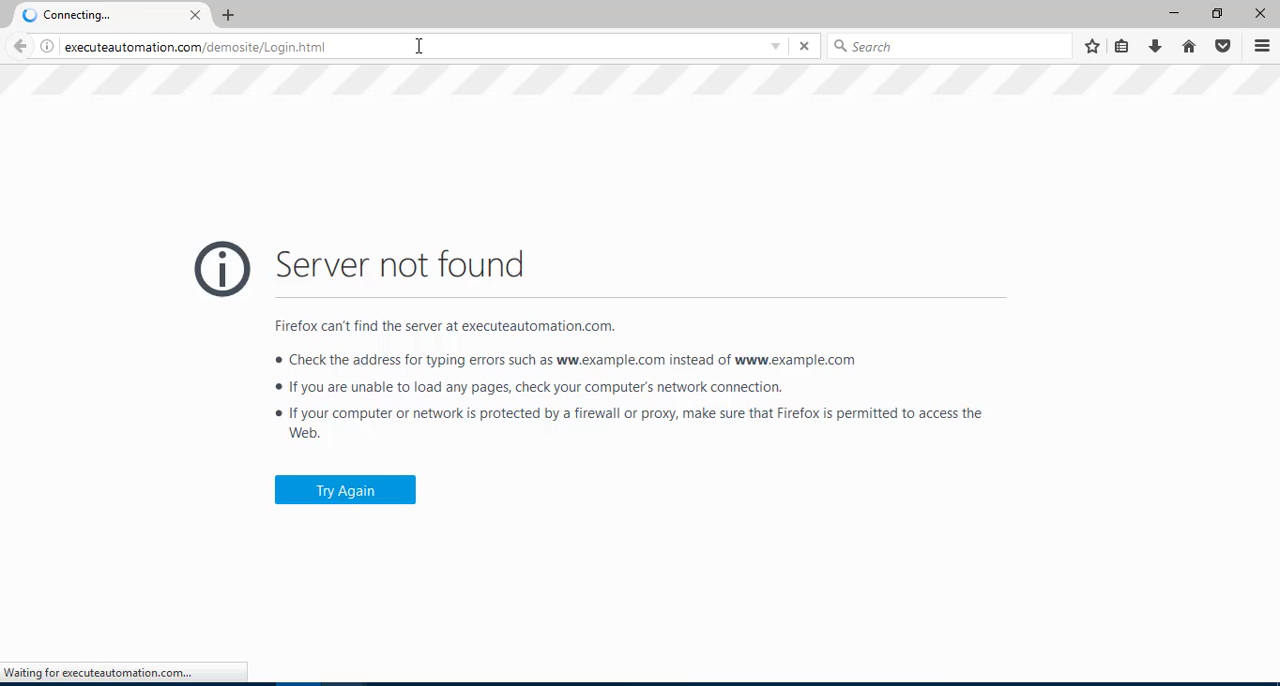 Connecting...
executeautomation.com/demosite/Login.html
Search
Server not found
Firefox can't find the server at executeautomation.com.
Check the address for typing errors such as ww.example.com instead of www.example.com
If you are unable to load any pages, check your computer's network connection.
If your computer or network is protected by a firewall or proxy, make sure that Firefox is permitted to access the
Web.
Try Again
Waiting for executeautomation.com...